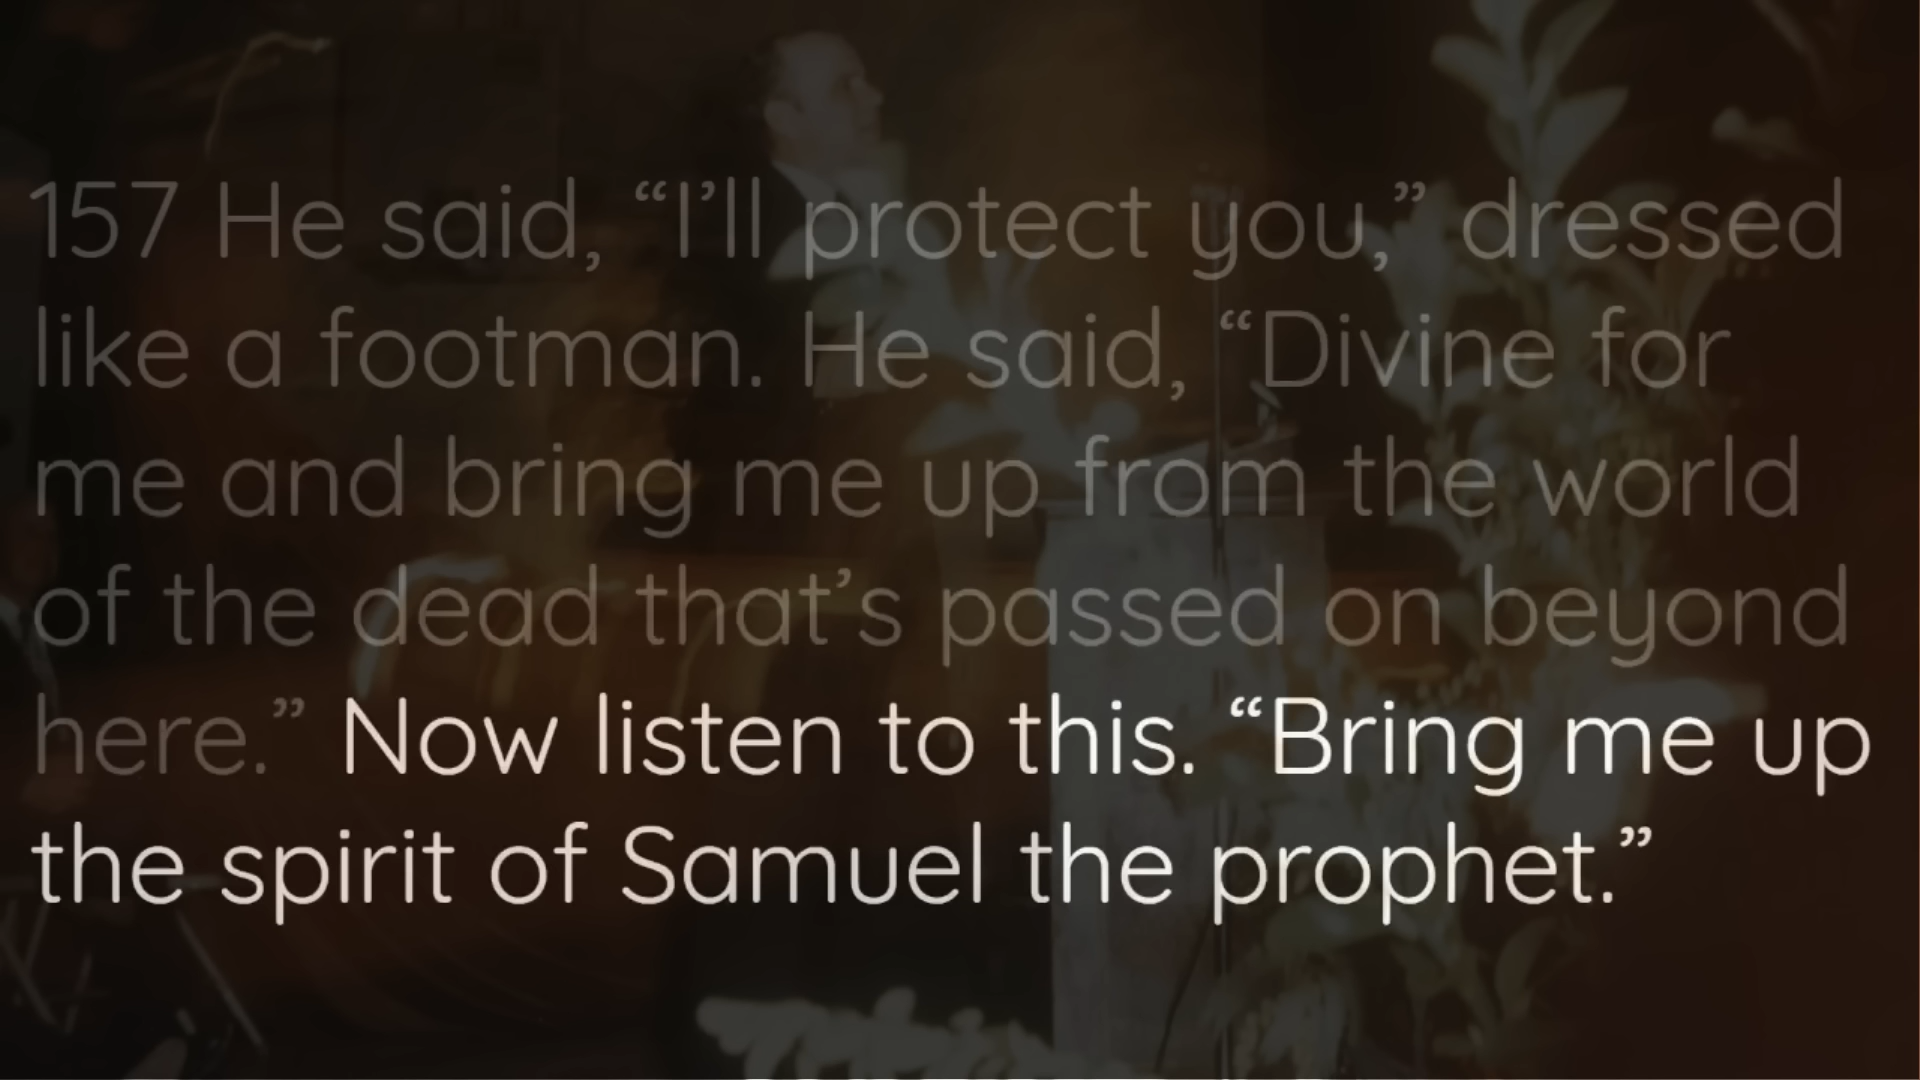 157 He said, “I’ll protect you,” dressed
like a footman. He said, “Divine for
me and bring me up from the world
of the dead that’s passed on beyond
here.” Now listen to this. “Bring me up
the spirit of Samuel the prophet.”